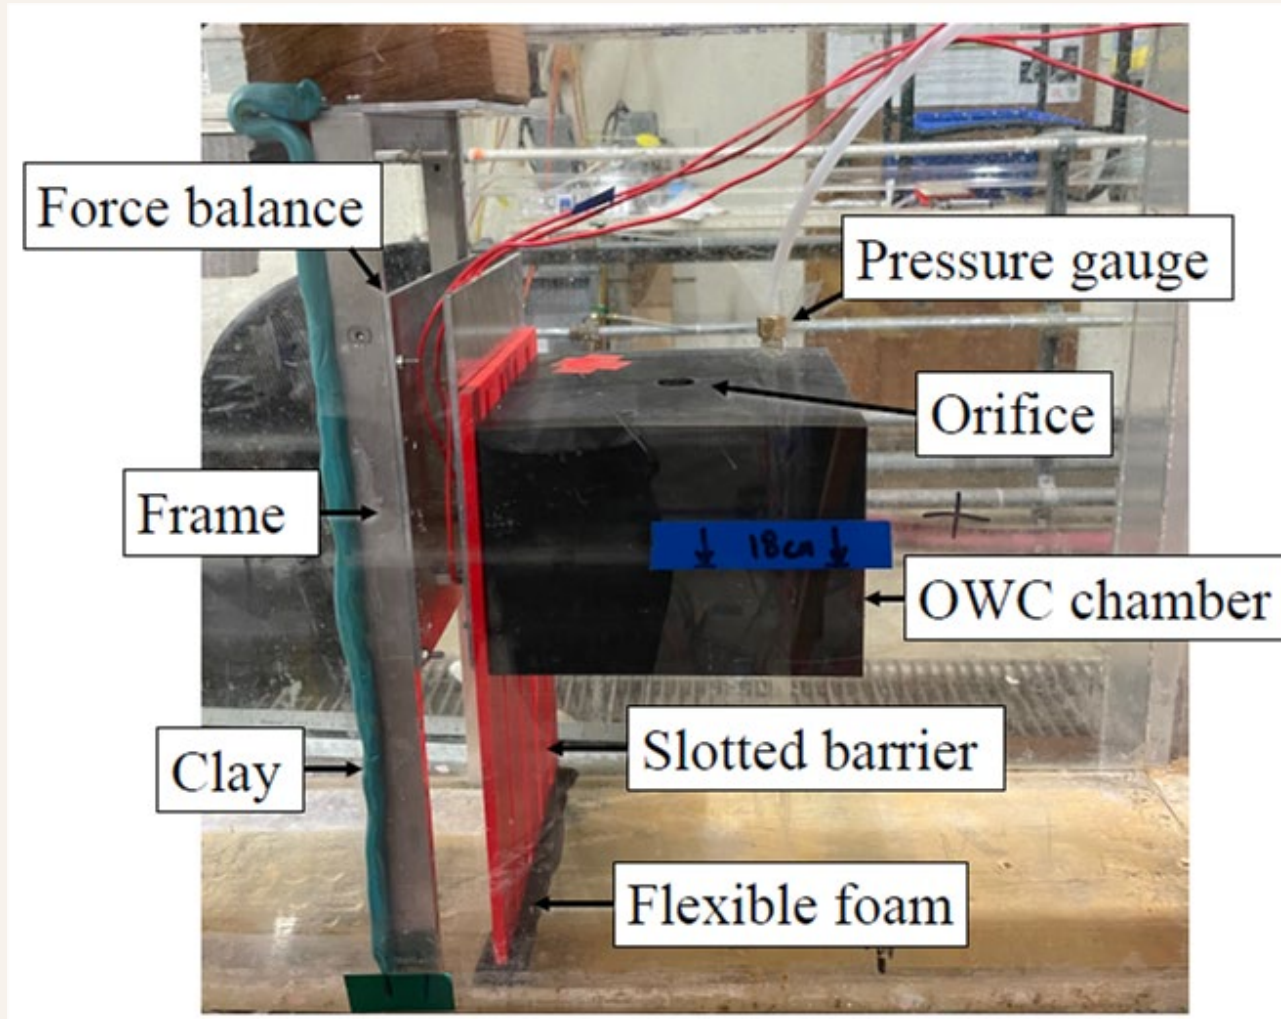 Force balance
Pressure gauge
Orifice
Frame
18cm
OWC chamber
Slotted barrier
Clay
Flexible foam